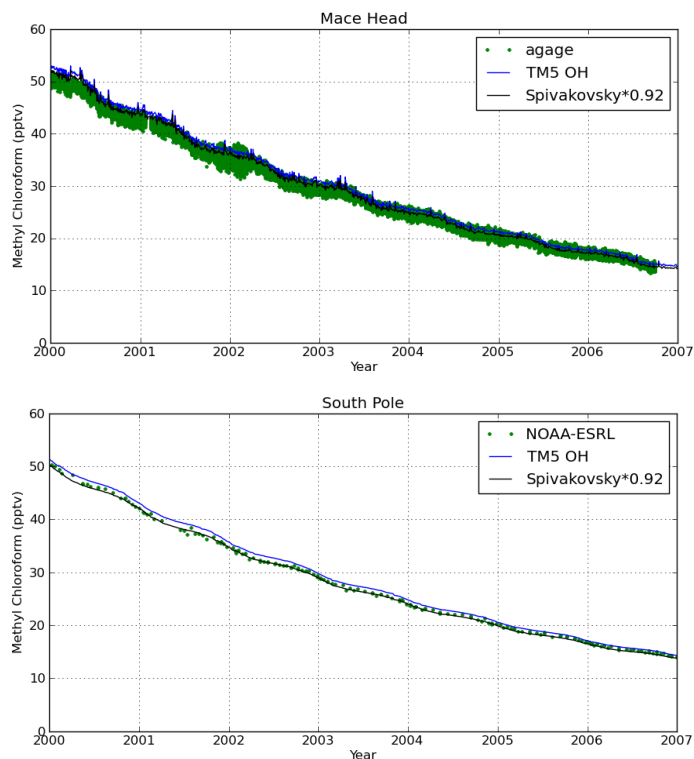 Mace Head
60
50
40
30
20
10
0
Methyl Chloroform (pptv)
agage
TM5 OH
Spivakovsky*0.92
2000 2001 2002 2003 2004 2005 2006 2007
Year
South Pole
60
50
40
30
20
10
0
Methyl Chloroform (pptv)
NOAA-ESRL
TM5 OH
Spivakovsky*0.92
2000 2001 2002 2003 2004 2005 2006 2007
Year